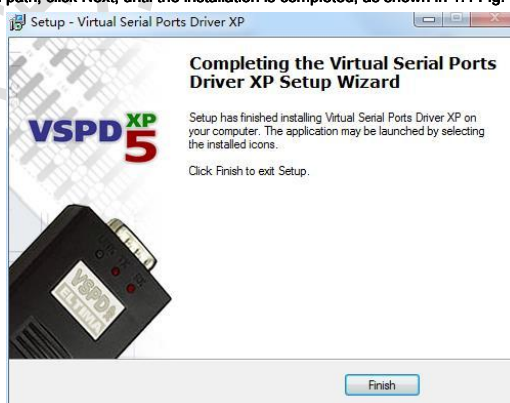 path, click Next, until the installation is completed, as shown in
Setup - Virtual Serial Ports Driver XP
Completing the Virtual Serial Ports
Driver XP Setup Wizard
Setup has finished installing Virtual Serial Ports Driver XP on
your computer. The application may be launched by selecting
the installed icons.
Click Finish to exit Setup.
VSPD XP
5
VSPD
ELTIMA
Finish